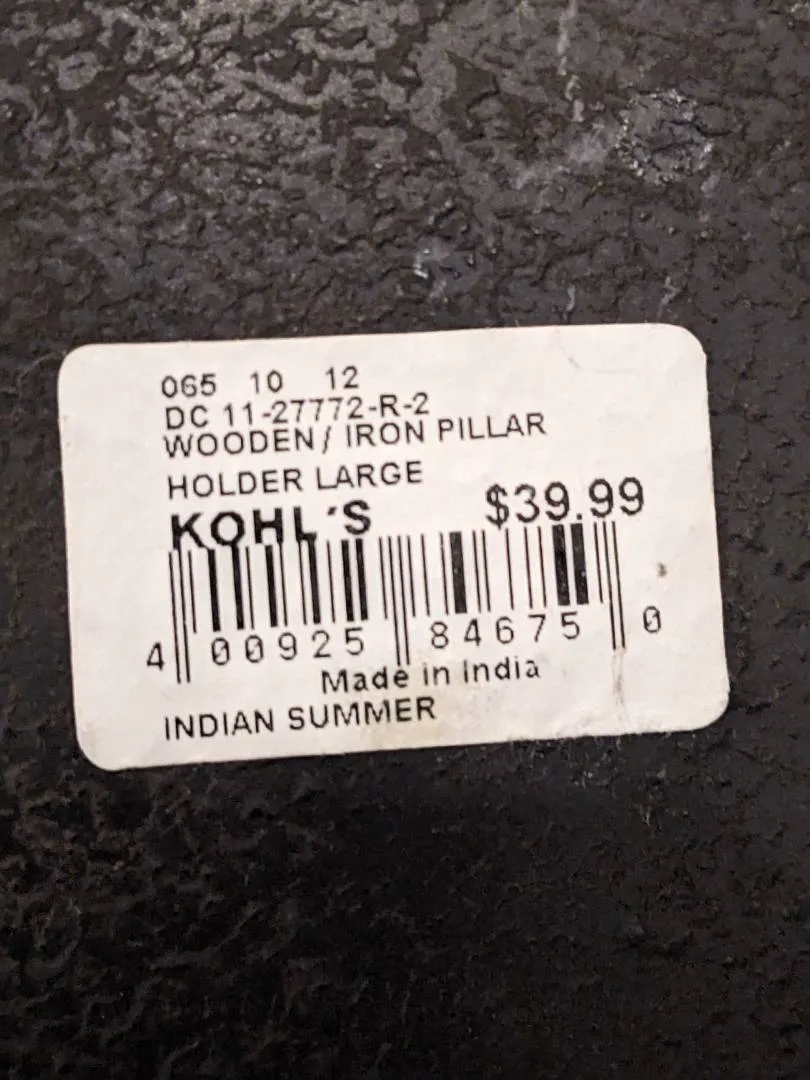 065 10 12
DC 11-27772-R-2
WOODEN/ IRON PILLAR
HOLDER LARGE
KOHL'S $39.99
4 00925 84675 0
Made in India
INDIAN SUMMER